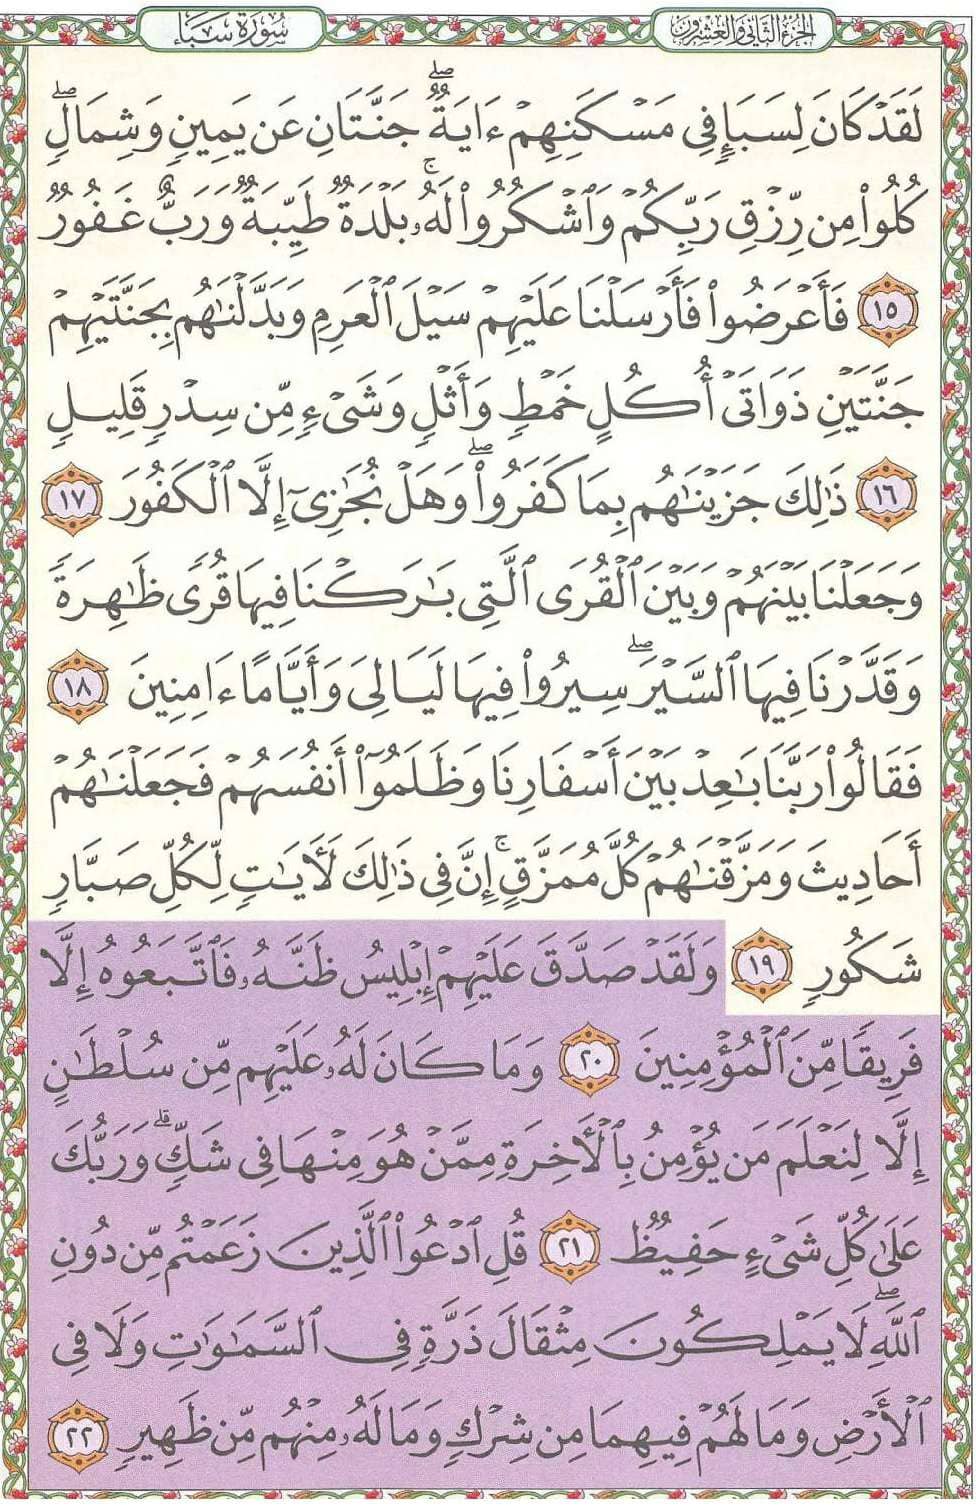 الجزء الثاني والعشرون
سورة سبأ
لَقَدْ كَانَ لِسَبَإٍ فِى مَسْكَنِهِمْ ءَايَةٌ ۖ جَنَّتَانِ عَن يَمِينٍ وَشِمَالٍ ۖ
كُلُوا۟ مِن رِّزْقِ رَبِّكُمْ وَٱشْكُرُوا۟ لَهُۥ ۚ بَلْدَةٌ طَيِّبَةٌ وَرَبٌّ غَفُورٌ
١٥ فَأَعْرَضُوا۟ فَأَرْسَلْنَا عَلَيْهِمْ سَيْلَ ٱلْعَرِمِ وَبَدَّلْنَٰهُم بِجَنَّتَيْهِمْ
جَنَّتَيْنِ ذَوَاتَىْ أُكُلٍ خَمْطٍ وَأَثْلٍ وَشَىْءٍ مِّن سِدْرٍ قَلِيلٍ
١٦ ذَٰلِكَ جَزَيْنَٰهُم بِمَا كَفَرُوا۟ ۖ وَهَلْ نُجَٰزِىٓ إِلَّا ٱلْكَفُورَ ١٧
وَجَعَلْنَا بَيْنَهُمْ وَبَيْنَ ٱلْقُرَى ٱلَّتِى بَٰرَكْنَا فِيهَا قُرًى ظَٰهِرَةً
وَقَدَّرْنَا فِيهَا ٱلسَّيْرَ ۖ سِيرُوا۟ فِيهَا لَيَالِىَ وَأَيَّامًا ءَامِنِينَ ١٨
فَقَالُوا۟ رَبَّنَا بَٰعِدْ بَيْنَ أَسْفَارِنَا وَظَلَمُوٓا۟ أَنفُسَهُمْ فَجَعَلْنَٰهُمْ
أَحَادِيثَ وَمَزَّقْنَٰهُمْ كُلَّ مُمَزَّقٍ ۚ إِنَّ فِى ذَٰلِكَ لَءَايَٰتٍ لِّكُلِّ صَبَّارٍ
شَكُورٍ ١٩ وَلَقَدْ صَدَّقَ عَلَيْهِمْ إِبْلِيسُ ظَنَّهُۥ فَٱتَّبَعُوهُ إِلَّا
فَرِيقًا مِّنَ ٱلْمُؤْمِنِينَ ٢٠ وَمَا كَانَ لَهُۥ عَلَيْهِم مِّن سُلْطَٰنٍ
إِلَّا لِنَعْلَمَ مَن يُؤْمِنُ بِٱلْءَاخِرَةِ مِمَّنْ هُوَ مِنْهَا فِى شَكٍّ ۗ وَرَبُّكَ
عَلَىٰ كُلِّ شَىْءٍ حَفِيظٌ ٢١ قُلِ ٱدْعُوا۟ ٱلَّذِينَ زَعَمْتُم مِّن دُونِ
ٱللَّهِ ۖ لَا يَمْلِكُونَ مِثْقَالَ ذَرَّةٍ فِى ٱلسَّمَٰوَٰتِ وَلَا فِى
ٱلْأَرْضِ وَمَا لَهُمْ فِيهِمَا مِن شِرْكٍ وَمَا لَهُۥ مِنْهُم مِّن ظَهِيرٍ ٢٢